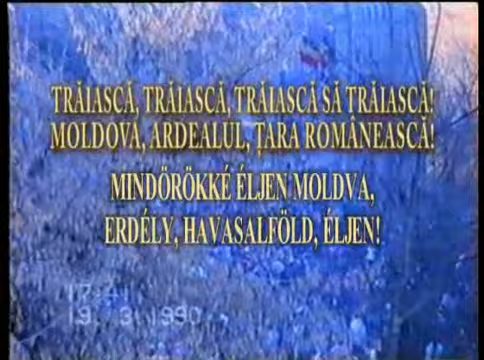 TRĂIASCĂ, TRĂIASCĂ, TRĂIASCĂ SĂ TRĂIASCĂ!
MOLDOVA, ARDEALUL, ȚARA ROMÂNEASCĂ!
MINDÖRÖKKÉ ÉLJEN MOLDVA,
ERDÉLY, HAVASALFÖLD, ÉLJEN!
17:41
19. 3.1990